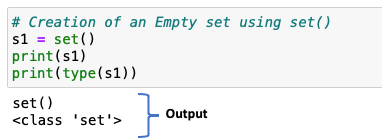 # Creation of an Empty set using set()
s1 = set()
print(s1)
print(type(s1))
set()
<class 'set'>
Output